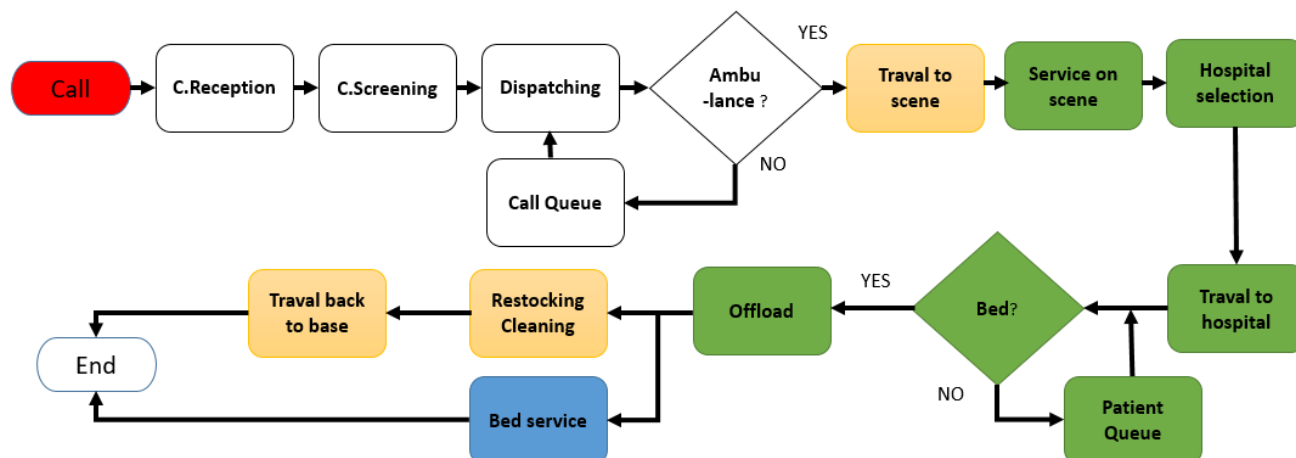 YES
Call
C.Reception
C.Screening
Dispatching
Ambu
-lance ?
Traval to
scene
Service on
scene
Hospital
selection
NO
Call Queue
Traval back
to base
Restocking
Cleaning
Offload
YES
Bed?
Traval to
hospital
End
NO
Bed service
Patient
Queue